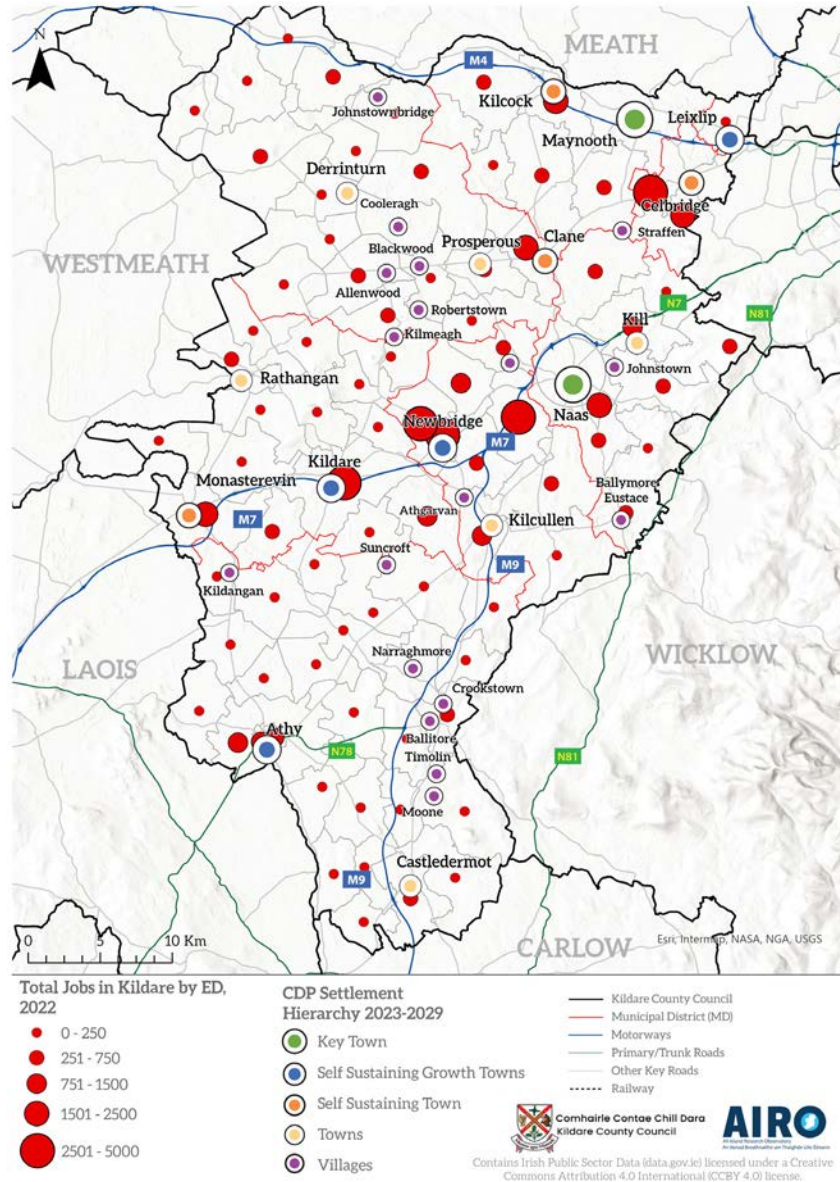 N
MEATH
M4
Kilcock
Leixlip
Maynooth
Johnstownbridge
Derrinturn
Cooleragh
Celbridge
Straffen
Blackwood
Prosperous
Clane
WESTMEATH
Allenwood
Robertstown
N7
N81
Kill
Kilmeagh
Johnstown
Rathangan
Naas
Newbridge
M7
Kildare
Monasterevin
Ballymore
Eustace
M7
Athgarvan
Kilcullen
Suncroft
M9
Kildangan
WICKLOW
Narraghmore
LAOIS
Crookstown
Athy
Ballitore
N78
Timolin
N81
Moone
Castledermot
M9
CARLOW
Esri, Intermap, NASA, NGA, USGS
0 5 10 Km
Total Jobs in Kildare by ED,
2022
0 - 250
251 - 750
751 - 1500
1501 - 2500
2501 - 5000
CDP Settlement
Hierarchy 2023-2029
Key Town
Self Sustaining Growth Towns
Self Sustaining Town
Towns
Villages
Kildare County Council
Municipal District (MD)
Motorways
Primary/Trunk Roads
Other Key Roads
Railway
Comhairle Contae Chill Dara
Kildare County Council
AIRO
Contains Irish Public Sector Data (data.gov.ie) licensed under a Creative
Commons Attribution 4.0 International (CCBY 4.0) license.